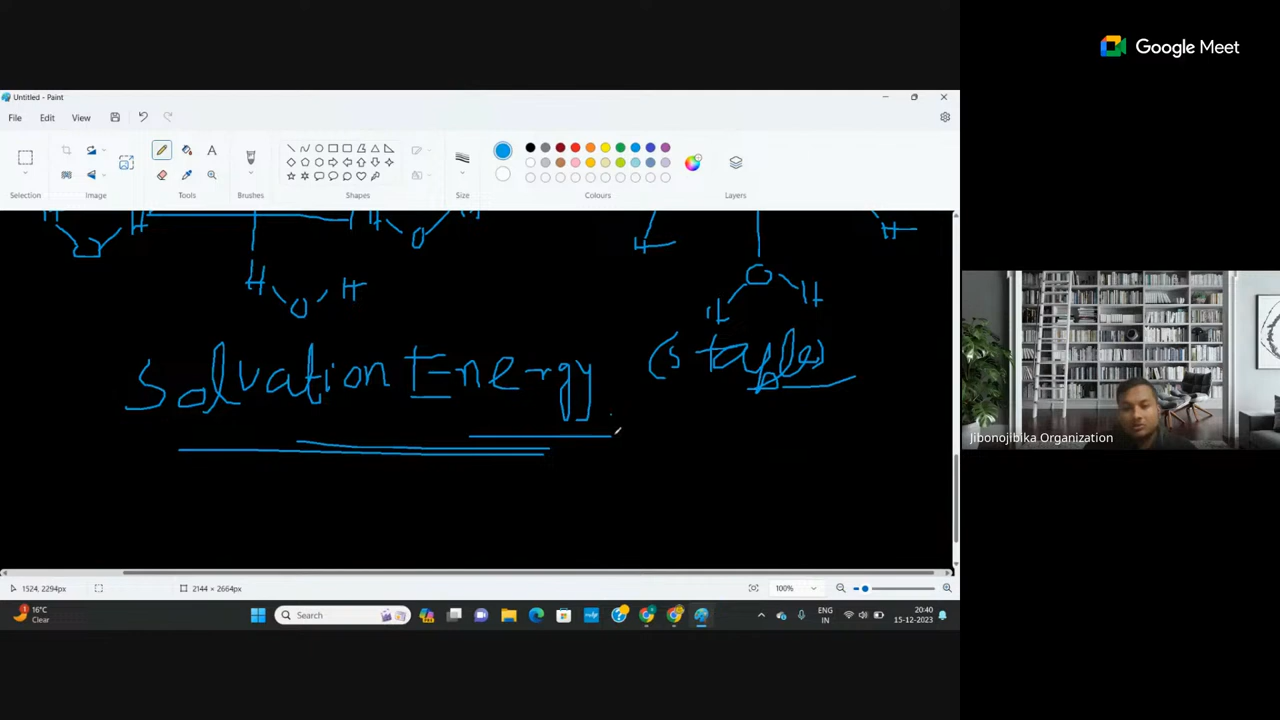 Google Meet
Untitled - Paint
File Edit View
Selection Image Tools Brushes Shapes Size Colours Layers
H H H H
H H
O
H H
H O H
O
H H
Solvation Energy (stable)
Jibonojibika Organization
1524, 2294px 2144 × 2664px 100%
16°C
Clear
Search
ENG
IN
20:40
15-12-2023